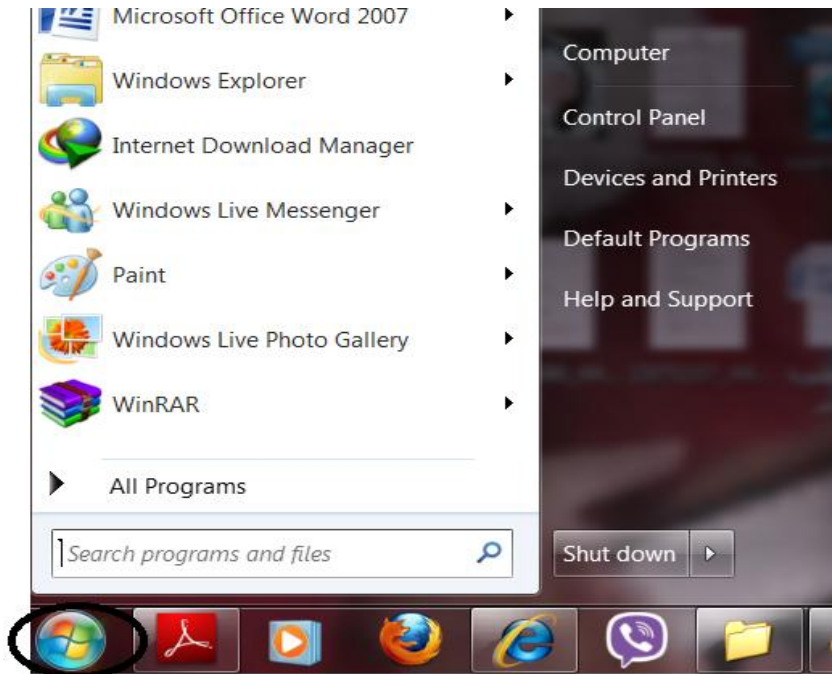 Microsoft Office Word 2007
Windows Explorer
Internet Download Manager
Windows Live Messenger
Paint
Windows Live Photo Gallery
WinRAR
All Programs
Search programs and files
Computer
Control Panel
Devices and Printers
Default Programs
Help and Support
Shut down